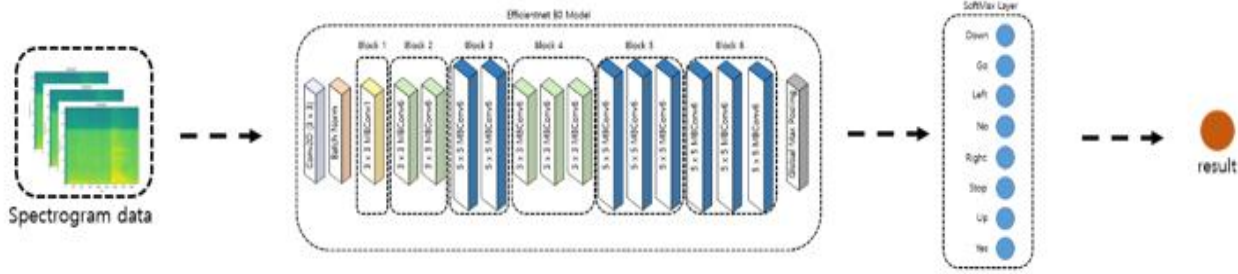 Efficientnet B0 Model
SoftMax Layer
Block 1
Block 2
Block 3
Block 4
Block 5
Block 6
Conv2D (3 x 3)
Batch Norm
3 x 3 MBConv1
3 x 3 MBConv6
3 x 3 MBConv6
5 x 5 MBConv6
5 x 5 MBConv6
3 x 3 MBConv6
3 x 3 MBConv6
3 x 3 MBConv6
5 x 5 MBConv6
5 x 5 MBConv6
5 x 5 MBConv6
5 x 5 MBConv6
5 x 5 MBConv6
5 x 5 MBConv6
Global Max Pooling
Down
Go
Left
No
Right
Stop
Up
Yes
Spectrogram data
result